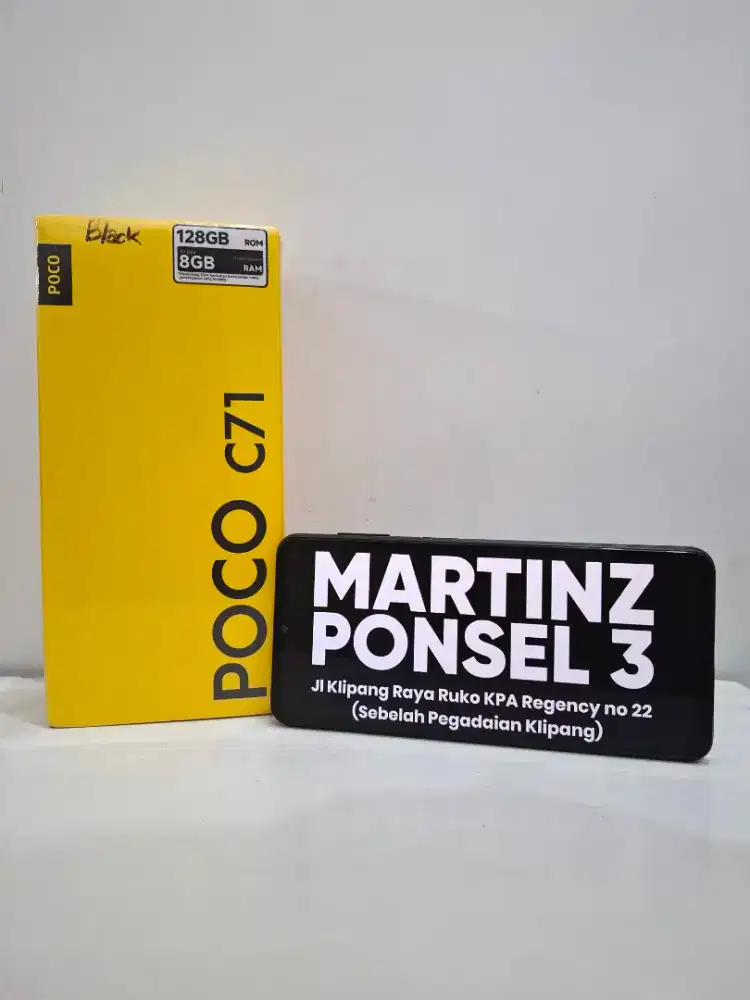 Black
POCO
128GB ROM
8GB RAM
POCO C71
MARTINZ
PONSEL 3
Jl Klipang Raya Ruko KPA Regency no 22
(Sebelah Pegadaian Klipang)